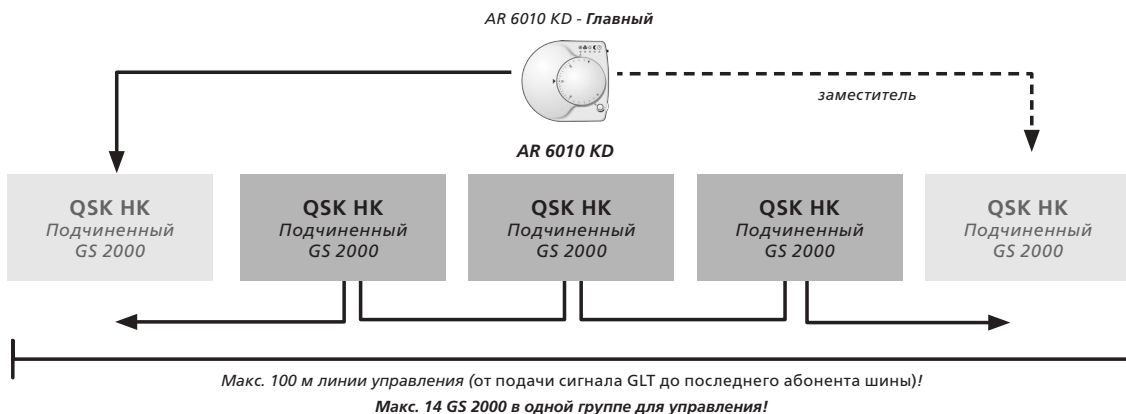 AR 6010 KD - Главный
заместитель
AR 6010 KD
QSK HK
Подчиненный
GS 2000
QSK HK
Подчиненный
GS 2000
QSK HK
Подчиненный
GS 2000
QSK HK
Подчиненный
GS 2000
QSK HK
Подчиненный
GS 2000
Макс. 100 м линии управления (от подачи сигнала GLT до последнего абонента шины)!
Макс. 14 GS 2000 в одной группе для управления!